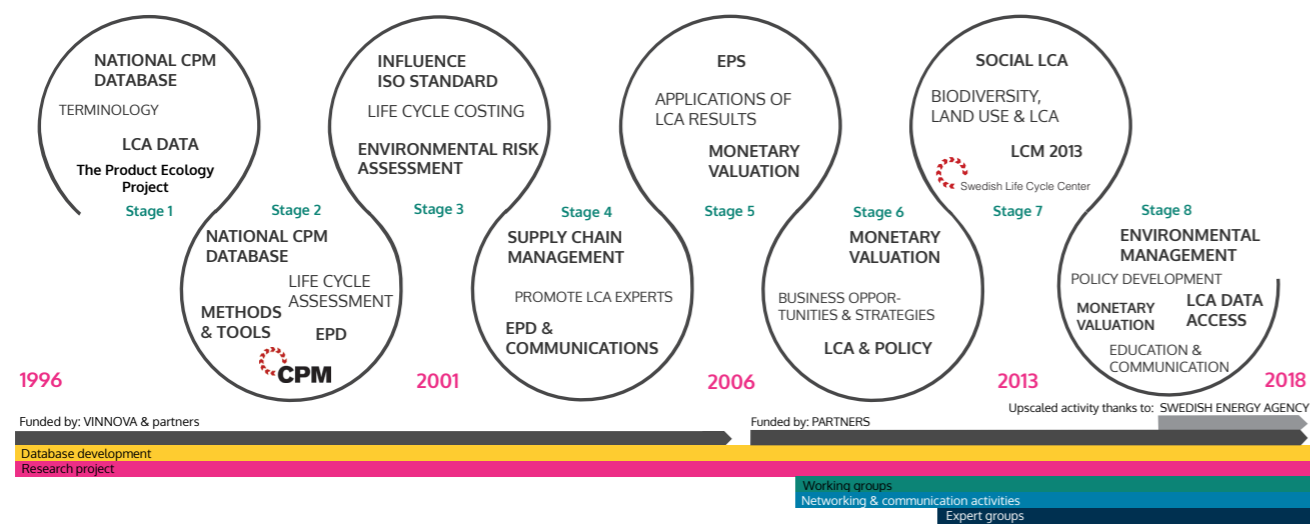 NATIONAL CPM
DATABASE
TERMINOLOGY
LCA DATA
The Product Ecology
Project
Stage 1
Stage 2
NATIONAL CPM
DATABASE
LIFE CYCLE
ASSESSMENT
METHODS
& TOOLS
EPD
CPM
INFLUENCE
ISO STANDARD
LIFE CYCLE COSTING
ENVIRONMENTAL RISK
ASSESSMENT
Stage 3
Stage 4
SUPPLY CHAIN
MANAGEMENT
PROMOTE LCA EXPERTS
EPD &
COMMUNICATIONS
EPS
APPLICATIONS OF
LCA RESULTS
MONETARY
VALUATION
Stage 5
Stage 6
MONETARY
VALUATION
BUSINESS OPPOR-
TUNITIES & STRATEGIES
LCA & POLICY
SOCIAL LCA
BIODIVERSITY,
LAND USE & LCA
LCM 2013
Swedish Life Cycle Center
Stage 7
Stage 8
ENVIRONMENTAL
MANAGEMENT
POLICY DEVELOPMENT
MONETARY
VALUATION
LCA DATA
ACCESS
EDUCATION &
COMMUNICATION
1996
2001
2006
2013
2018
Funded by: VINNOVA & partners
Funded by: PARTNERS
Upscaled activity thanks to: SWEDISH ENERGY AGENCY
Database development
Research project
Working groups
Networking & communication activities
Expert groups